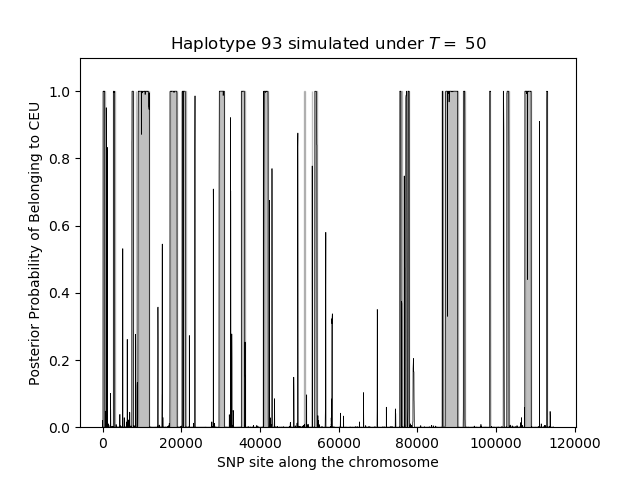 Haplotype 93 simulated under T = 50
Posterior Probability of Belonging to CEU
1.0
0.8
0.6
0.4
0.2
0.0
0 20000 40000 60000 80000 100000 120000
SNP site along the chromosome